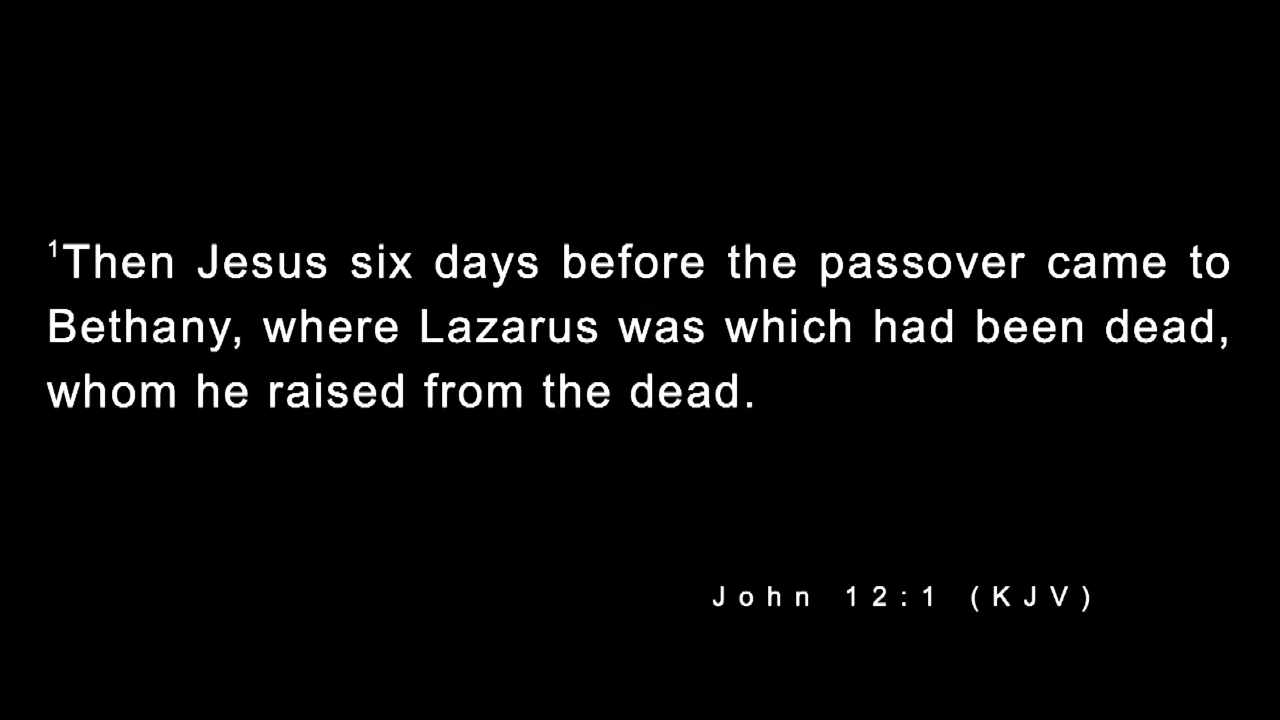 ¹Then Jesus six days before the passover came to
Bethany, where Lazarus was which had been dead,
whom he raised from the dead.
John 12:1 (KJV)